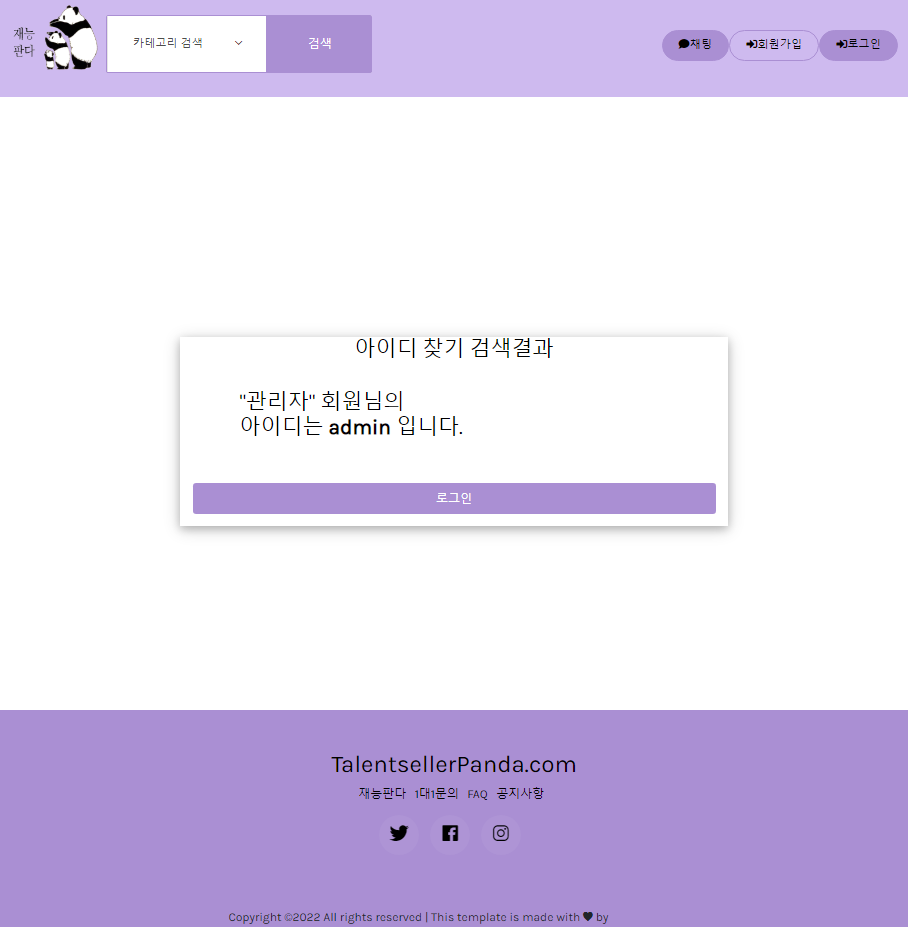 재능
판다
카테고리 검색
검색
채팅
회원가입
로그인
아이디 찾기 검색결과
"관리자" 회원님의
아이디는 admin 입니다.
로그인
TalentsellerPanda.com
재능판다 1대1문의 FAQ 공지사항
Copyright ©2022 All rights reserved | This template is made with ♥ by